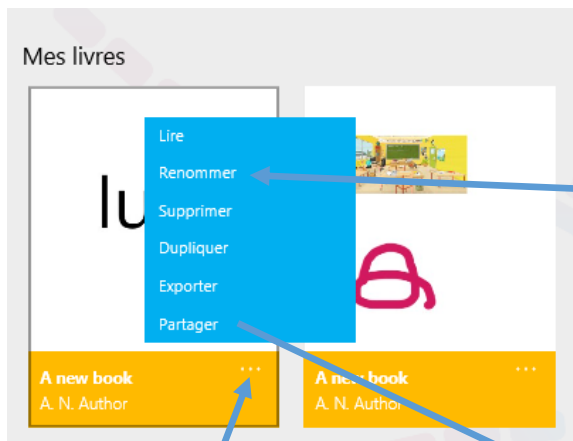 Mes livres
lu
Lire
Renommer
Supprimer
Dupliquer
Exporter
Partager
A new book
A. N. Author
A new book
A. N. Author